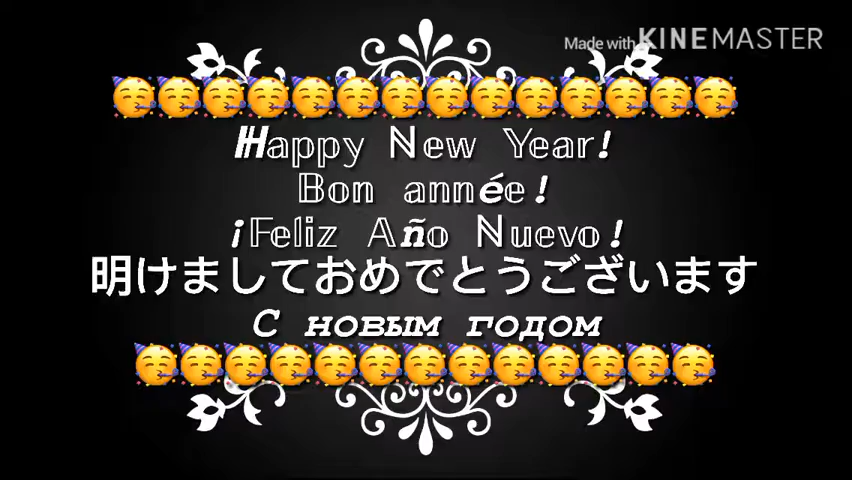 Made with KINEMASTER
🥳🥳🥳🥳🥳🥳🥳🥳🥳🥳🥳🥳🥳🥳
Happy New Year!
Bon année!
¡Feliz Año Nuevo!
明けましておめでとうございます
С новым годом
🥳🥳🥳🥳🥳🥳🥳🥳🥳🥳🥳🥳🥳